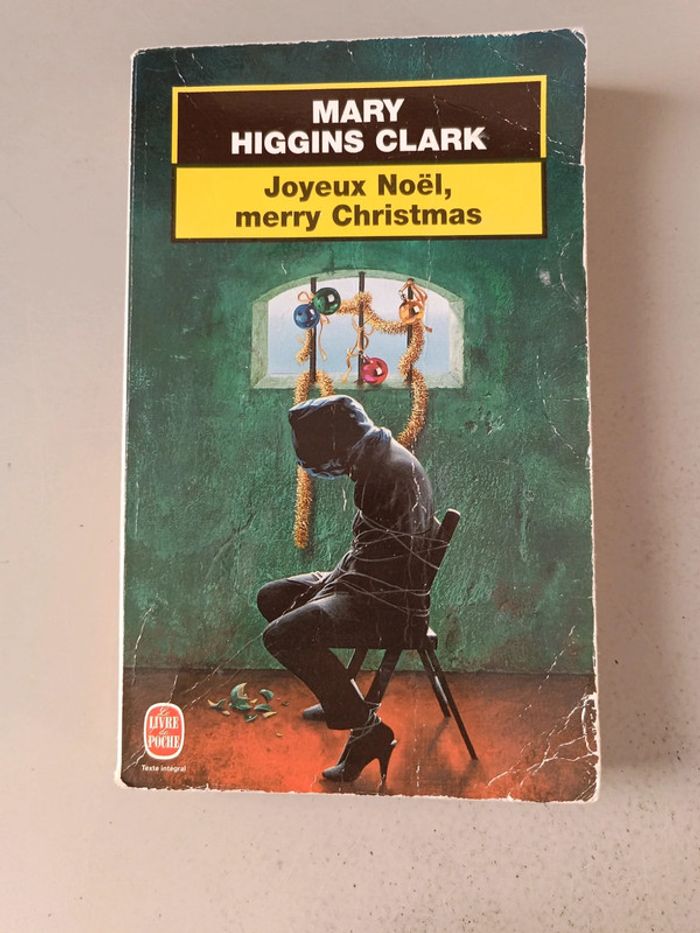 MARY
HIGGINS CLARK
Joyeux Noël,
merry Christmas
Le
LIVRE
de
POCHE
Texte intégral